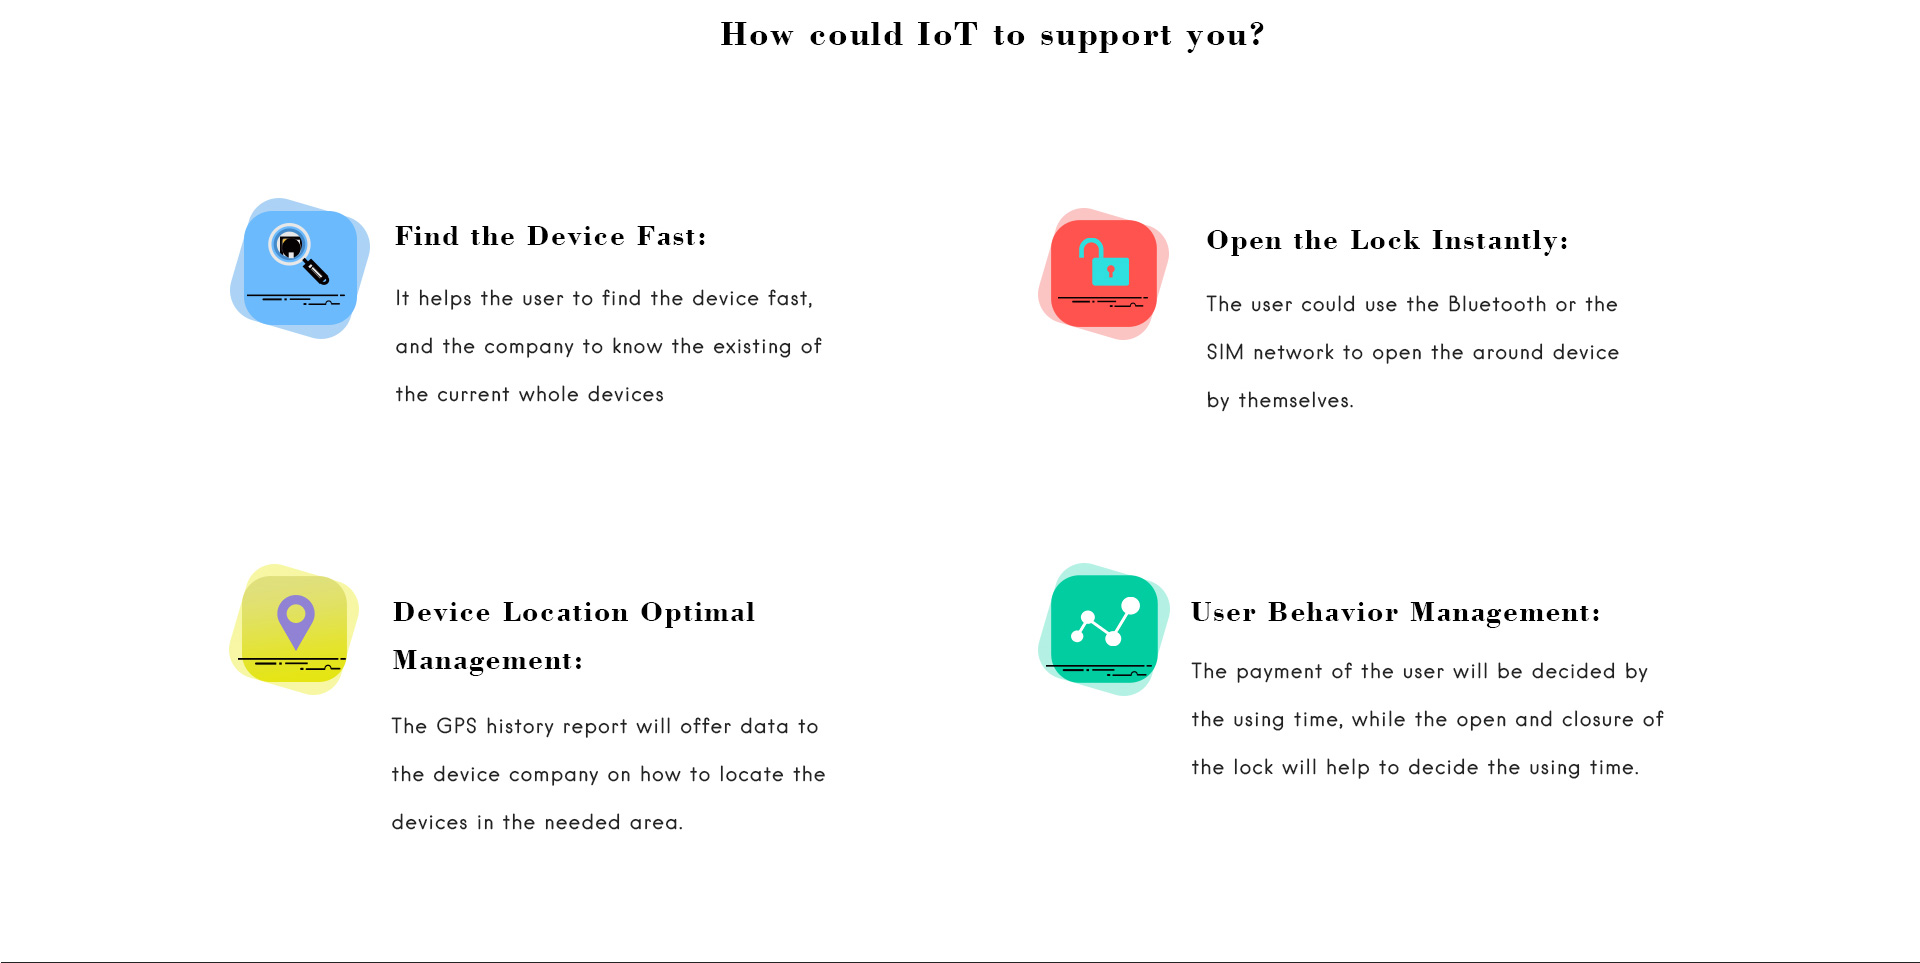 How could IoT to support you?
Find the Device Fast:
It helps the user to find the device fast,
and the company to know the existing of
the current whole devices
Open the Lock Instantly:
The user could use the Bluetooth or the
SIM network to open the around device
by themselves.
Device Location Optimal
Management:
The GPS history report will offer data to
the device company on how to locate the
devices in the needed area.
User Behavior Management:
The payment of the user will be decided by
the using time, while the open and closure of
the lock will help to decide the using time.